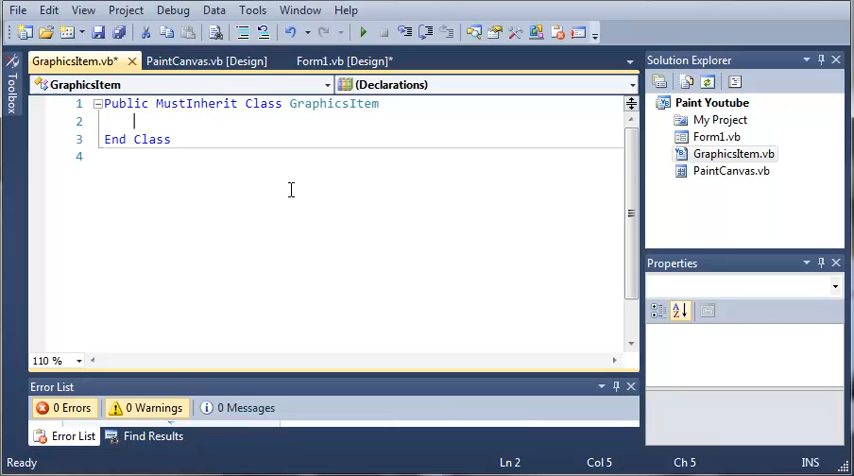 File Edit View Project Debug Data Tools Window Help
GraphicsItem.vb* PaintCanvas.vb [Design] Form1.vb [Design]*
GraphicsItem (Declarations)
1 Public MustInherit Class GraphicsItem
2
3 End Class
4
110 %
Error List
0 Errors 0 Warnings 0 Messages
Error List Find Results
Ready Ln 2 Col 5 Ch 5 INS
Toolbox
Solution Explorer
Paint Youtube
My Project
Form1.vb
GraphicsItem.vb
PaintCanvas.vb
Properties